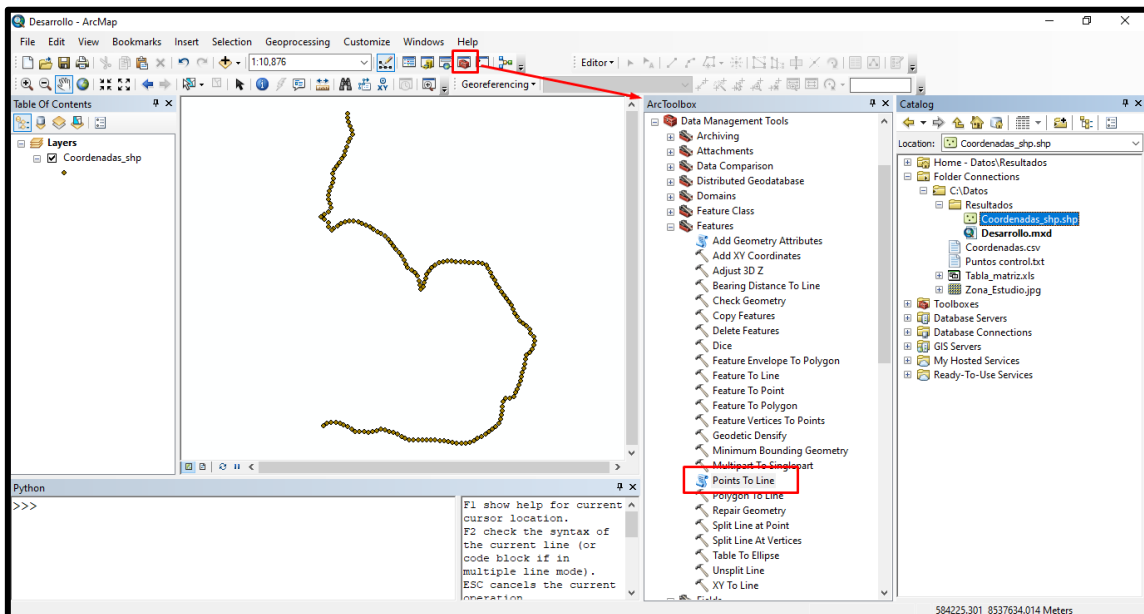 Desarrollo - ArcMap
File Edit View Bookmarks Insert Selection Geoprocessing Customize Windows Help
1:10,876
Editor
Georeferencing
Table Of Contents
Layers
Coordenadas_shp
ArcToolbox
Data Management Tools
Archiving
Attachments
Data Comparison
Distributed Geodatabase
Domains
Feature Class
Features
Add Geometry Attributes
Add XY Coordinates
Adjust 3D Z
Bearing Distance To Line
Check Geometry
Copy Features
Delete Features
Dice
Feature Envelope To Polygon
Feature To Line
Feature To Point
Feature To Polygon
Feature Vertices To Points
Geodetic Densify
Minimum Bounding Geometry
Multipart To Singlepart
Points To Line
Polygon To Line
Repair Geometry
Split Line at Point
Split Line At Vertices
Table To Ellipse
Unsplit Line
XY To Line
Fields
Catalog
Location: Coordenadas_shp.shp
Home - Datos\Resultados
Folder Connections
C:\Datos
Resultados
Coordenadas_shp.shp
Desarrollo.mxd
Coordenadas.csv
Puntos control.txt
Tabla_matriz.xls
Zona_Estudio.jpg
Toolboxes
Database Servers
Database Connections
GIS Servers
My Hosted Services
Ready-To-Use Services
Python
>>>
F1 show help for current
cursor location.
F2 check the syntax of
the current line (or
code block if in
multiple line mode).
ESC cancels the current
operation
584225.301 8537634.014 Meters